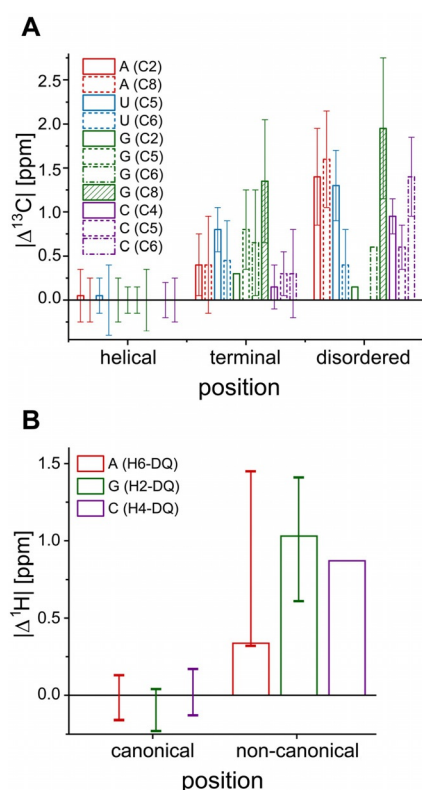 A
|Δ¹³C| [ppm]
2.5
2.0
1.5
1.0
0.5
0.0
A (C2)
A (C8)
U (C5)
U (C6)
G (C2)
G (C5)
G (C6)
G (C8)
C (C4)
C (C5)
C (C6)
helical terminal disordered
position
B
|Δ¹H| [ppm]
1.5
1.0
0.5
0.0
A (H6-DQ)
G (H2-DQ)
C (H4-DQ)
canonical non-canonical
position